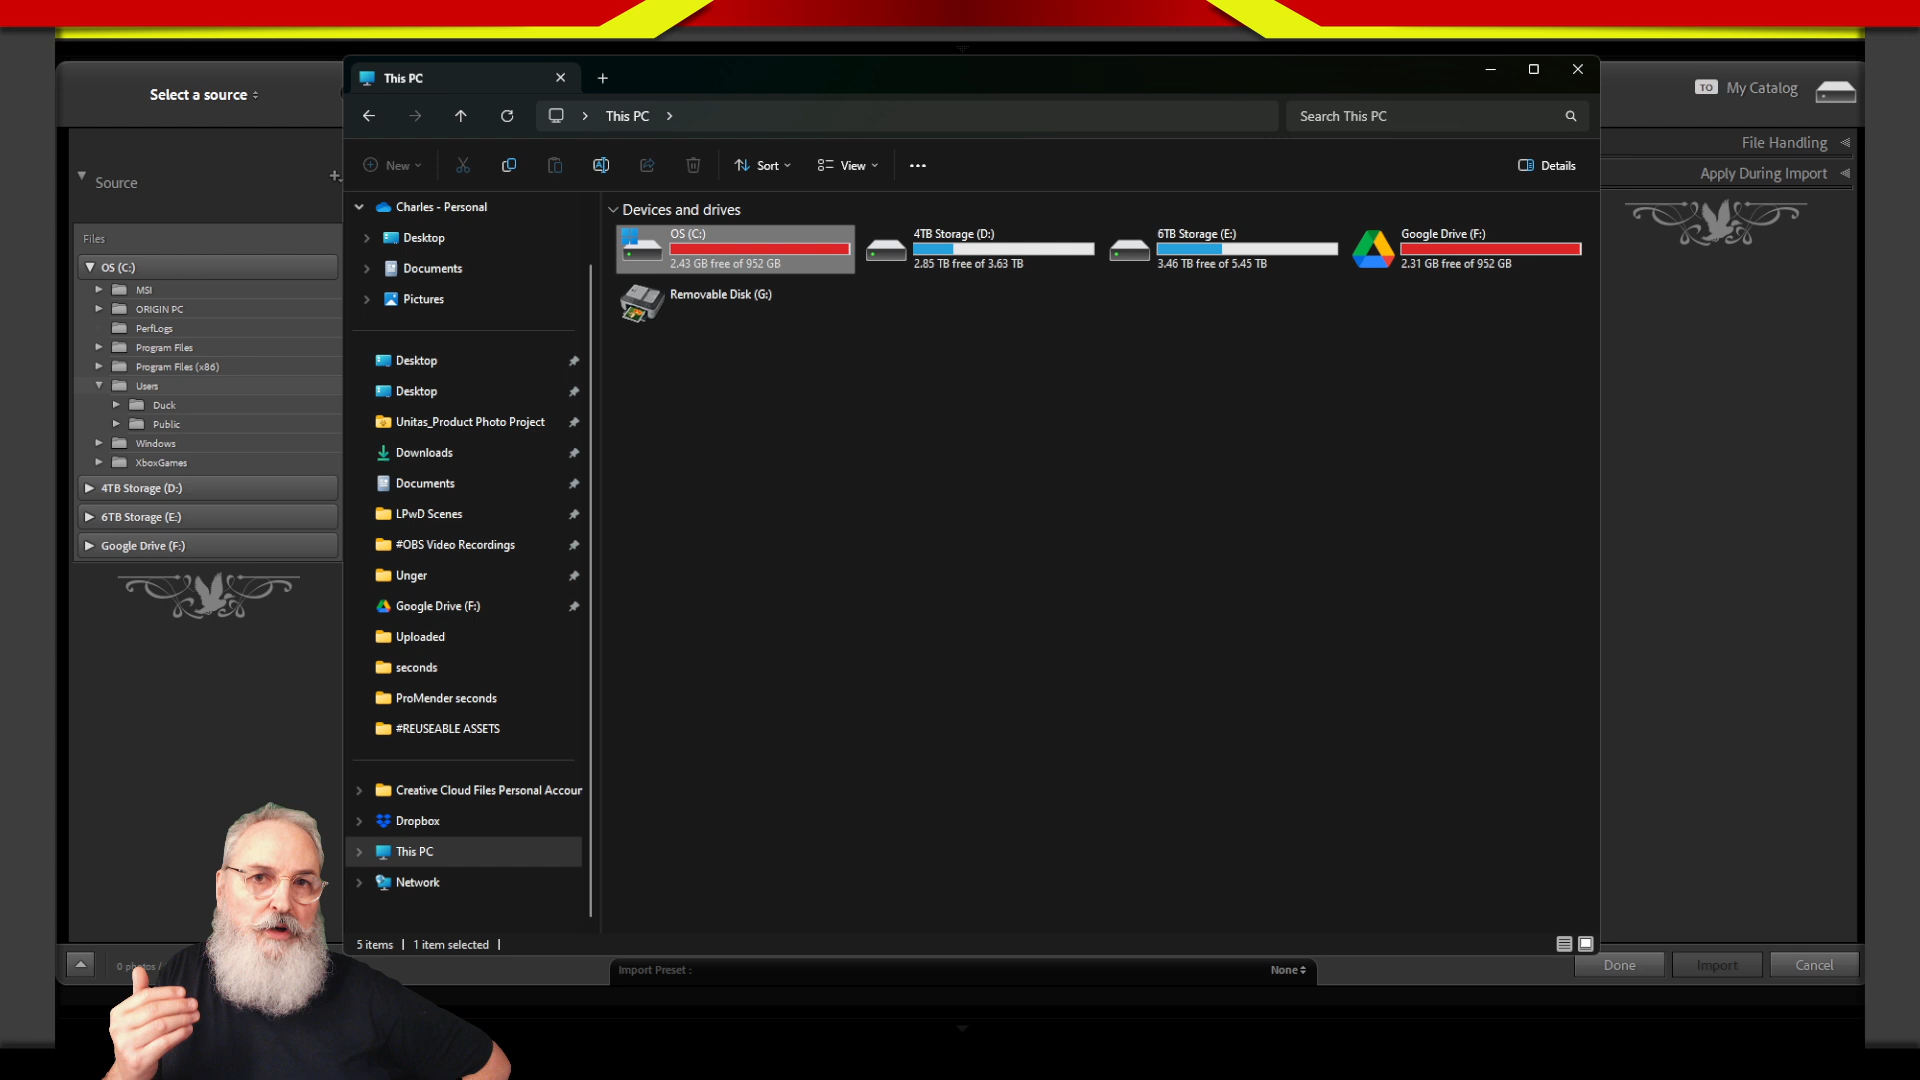 Select a source
Source
Files
OS (C:)
MSI
ORIGIN PC
PerfLogs
Program Files
Program Files (x86)
Users
Duck
Public
Windows
XboxGames
4TB Storage (D:)
6TB Storage (E:)
Google Drive (F:)
0 photos /
This PC
This PC
Search This PC
New
Sort
View
Details
Charles - Personal
Desktop
Documents
Pictures
Desktop
Desktop
Unitas_Product Photo Project
Downloads
Documents
LPwD Scenes
#OBS Video Recordings
Unger
Google Drive (F:)
Uploaded
seconds
ProMender seconds
#REUSEABLE ASSETS
Creative Cloud Files Personal Accour
Dropbox
This PC
Network
Devices and drives
OS (C:)
2.43 GB free of 952 GB
4TB Storage (D:)
2.85 TB free of 3.63 TB
6TB Storage (E:)
3.46 TB free of 5.45 TB
Google Drive (F:)
2.31 GB free of 952 GB
Removable Disk (G:)
5 items
1 item selected
Import Preset :
None
TO My Catalog
File Handling
Apply During Import
Done
Import
Cancel